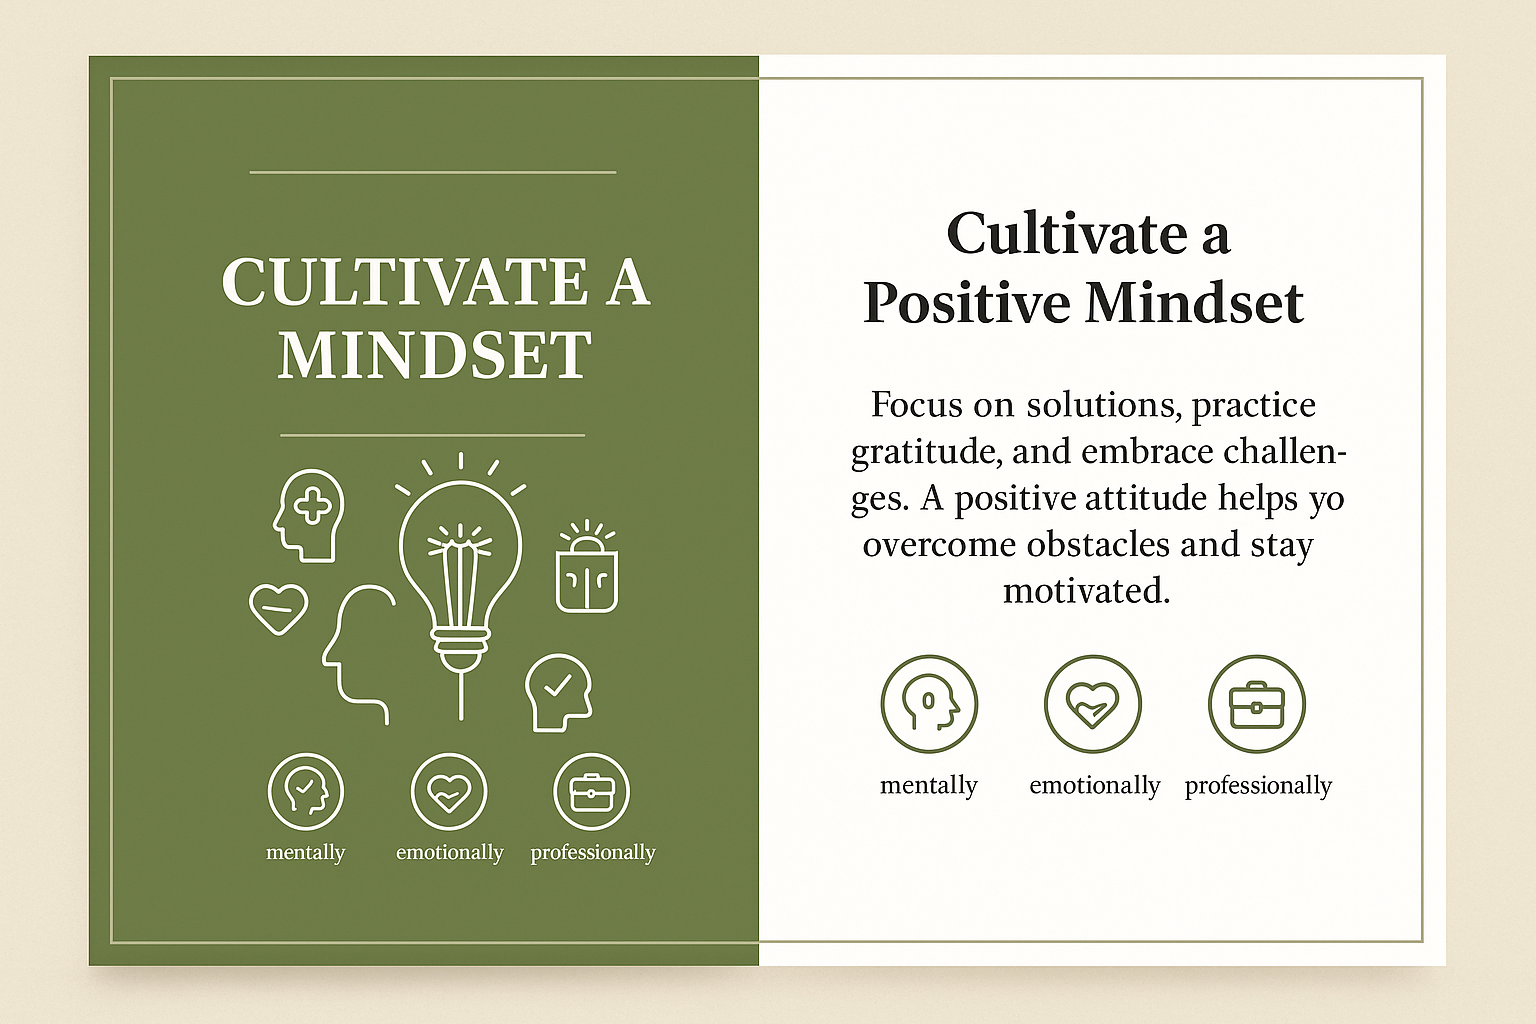 CULTIVATE A
MINDSET
mentally
emotionally
professionally
Cultivate a
Positive Mindset
Focus on solutions, practice
gratitude, and embrace challen-
ges. A positive attitude helps yo
overcome obstacles and stay
motivated.
mentally
emotionally
professionally